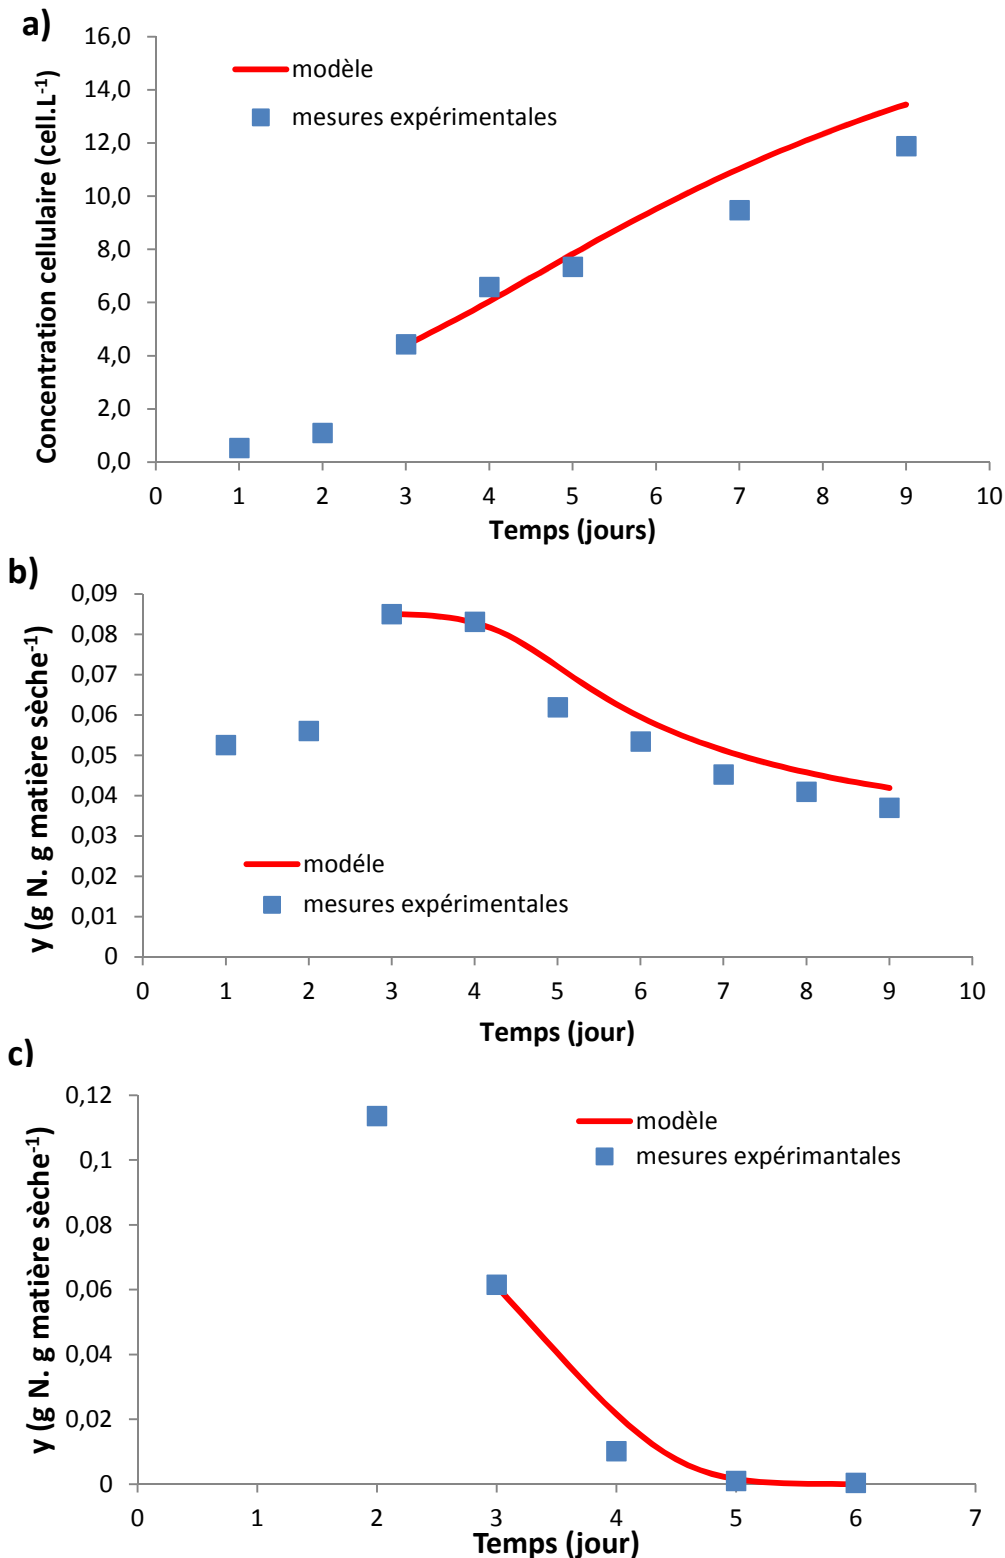 a)
Concentration cellulaire (cell.L⁻¹)
16,0
14,0
12,0
10,0
8,0
6,0
4,0
2,0
0,0
modèle
mesures expérimentales
0 1 2 3 4 5 6 7 8 9 10
Temps (jours)
b)
y (g N. g matière sèche⁻¹)
0,09
0,08
0,07
0,06
0,05
0,04
0,03
0,02
0,01
0
modéle
mesures expérimentales
0 1 2 3 4 5 6 7 8 9 10
Temps (jour)
c)
y (g N. g matière sèche⁻¹)
0,12
0,1
0,08
0,06
0,04
0,02
0
modèle
mesures expérimantales
0 1 2 3 4 5 6 7
Temps (jour)